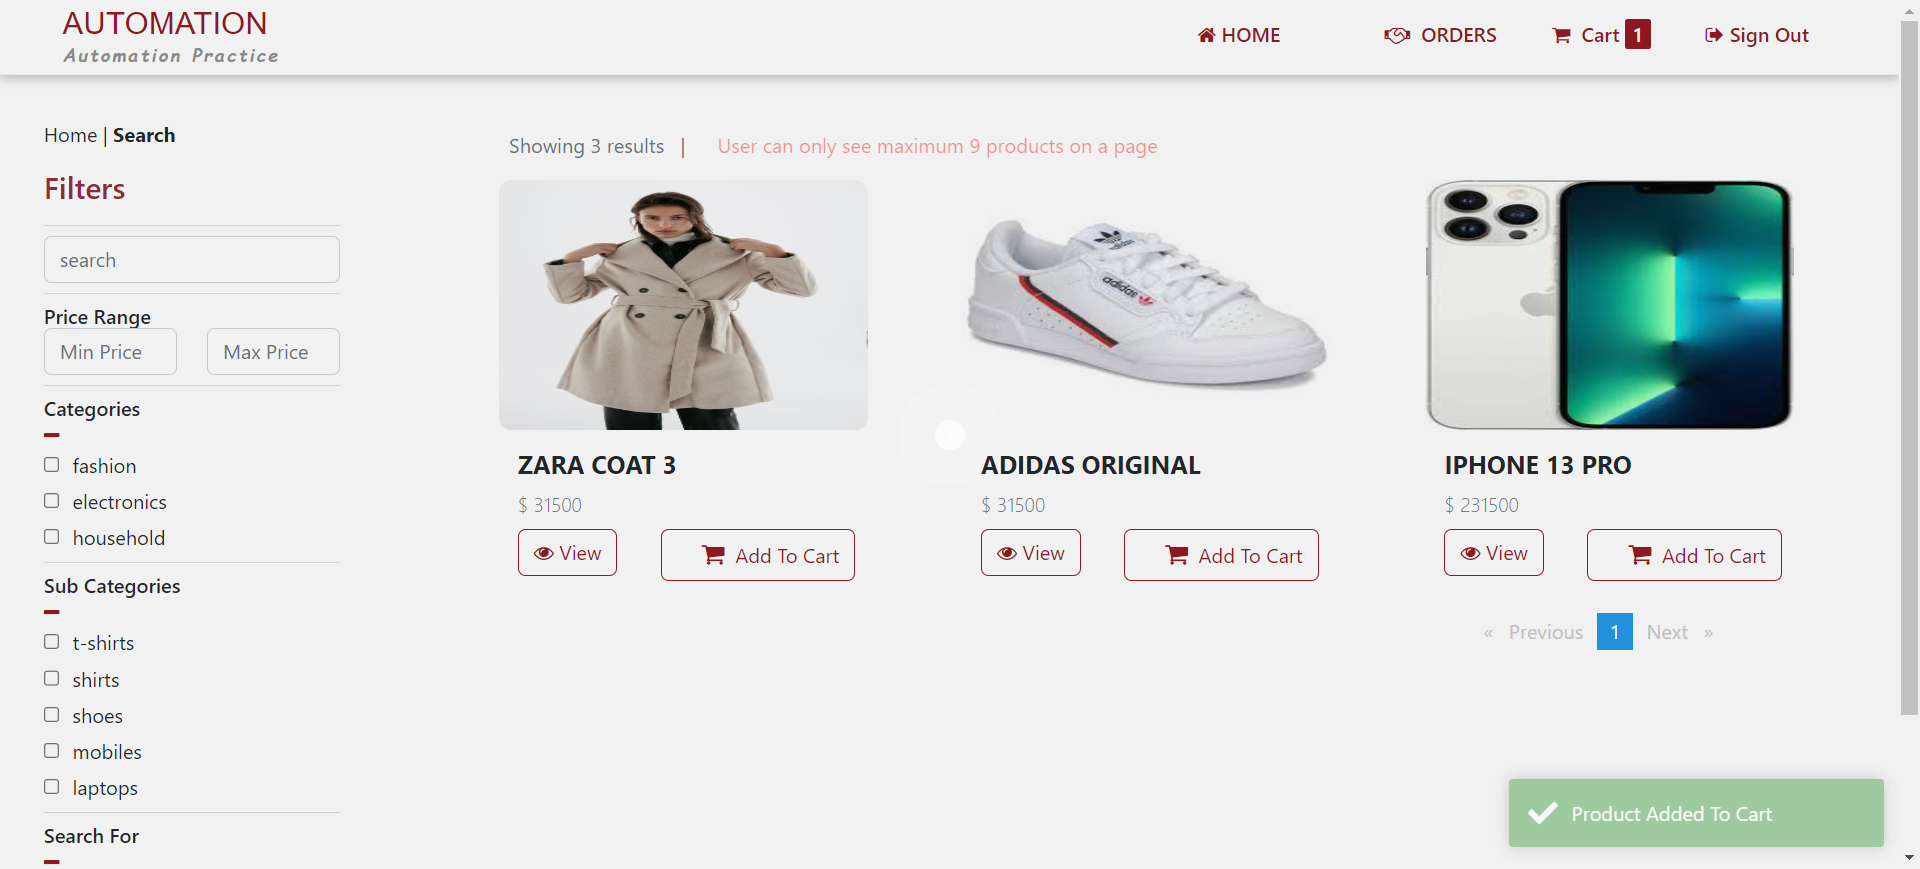 AUTOMATION
Automation Practice
HOME
ORDERS
Cart 1
Sign Out
Home | Search
Filters
search
Price Range
Min Price
Max Price
Categories
fashion
electronics
household
Sub Categories
t-shirts
shirts
shoes
mobiles
laptops
Search For
Showing 3 results |
User can only see maximum 9 products on a page
adidas
adidas
ZARA COAT 3
$ 31500
View
Add To Cart
ADIDAS ORIGINAL
$ 31500
View
Add To Cart
IPHONE 13 PRO
$ 231500
View
Add To Cart
« Previous 1 Next »
Product Added To Cart